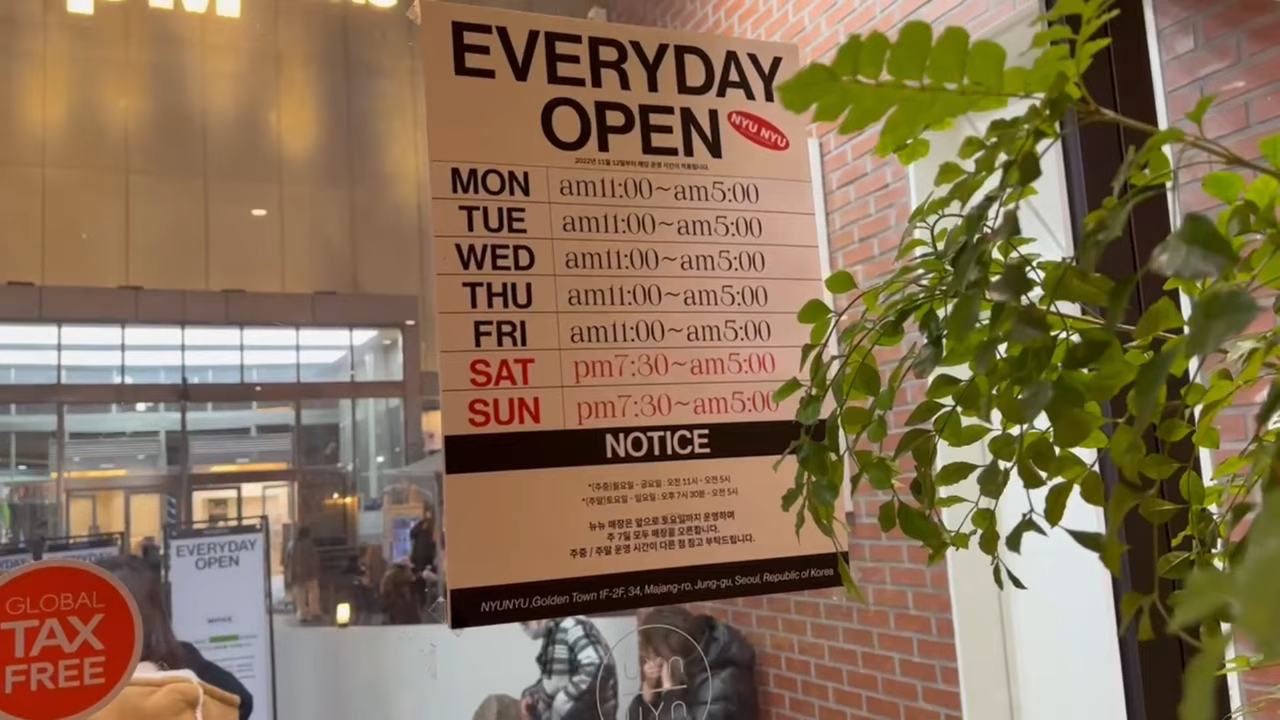 EVERYDAY
OPEN
NYU NYU
2022년 11월 12일부터 해당 운영 시간이 적용됩니다.
MON am11:00~am5:00
TUE am11:00~am5:00
WED am11:00~am5:00
THU am11:00~am5:00
FRI am11:00~am5:00
SAT pm7:30~am5:00
SUN pm7:30~am5:00
NOTICE
*(주중)월요일 - 금요일 : 오전 11시 - 오전 5시
*(주말)토요일 - 일요일 : 오후 7시 30분 - 오전 5시
뉴뉴 매장은 앞으로 토요일까지 운영하며
주 7일 모두 매장을 오픈합니다.
주중 / 주말 운영 시간이 다른 점 참고 부탁드립니다.
NYUNYU ,Golden Town 1F-2F, 34, Majang-ro, Jung-gu, Seoul, Republic of Korea
EVERYDAY
OPEN
NOTICE
GLOBAL
TAX
FREE